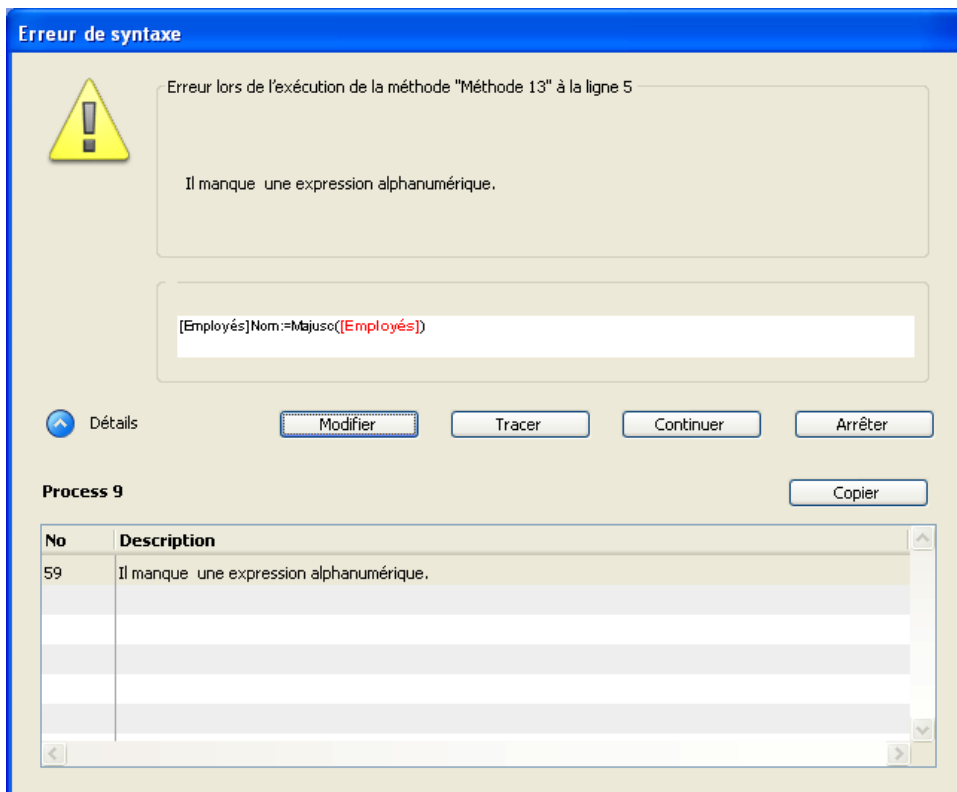 Erreur de syntaxe
Erreur lors de l'exécution de la méthode "Méthode 13" à la ligne 5
Il manque  une expression alphanumérique.
[Employés]Nom:=Majusc([Employés])
Détails
Modifier
Tracer
Continuer
Arrêter
Process 9
Copier
No Description
59 Il manque  une expression alphanumérique.